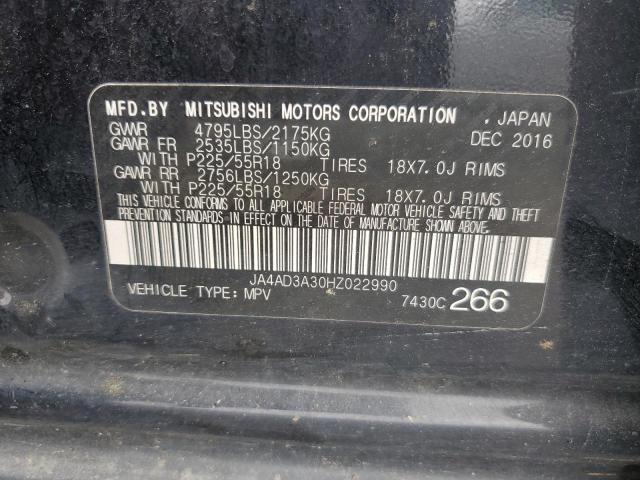 MFD.BY MITSUBISHI MOTORS CORPORATION , JAPAN
GVWR 4795LBS/2175KG DEC 2016
GAWR FR 2535LBS/1150KG
WITH P225/55R18 TIRES 18X7.0J RIMS
GAWR RR 2756LBS/1250KG
WITH P225/55R18 TIRES 18X7.0J RIMS
THIS VEHICLE CONFORMS TO ALL APPLICABLE FEDERAL MOTOR VEHICLE SAFETY AND THEFT
PREVENTION STANDARDS IN EFFECT ON THE DATE OF MANUFACTURE SHOWN ABOVE.
JA4AD3A30HZ022990
VEHICLE TYPE: MPV 7430C 266